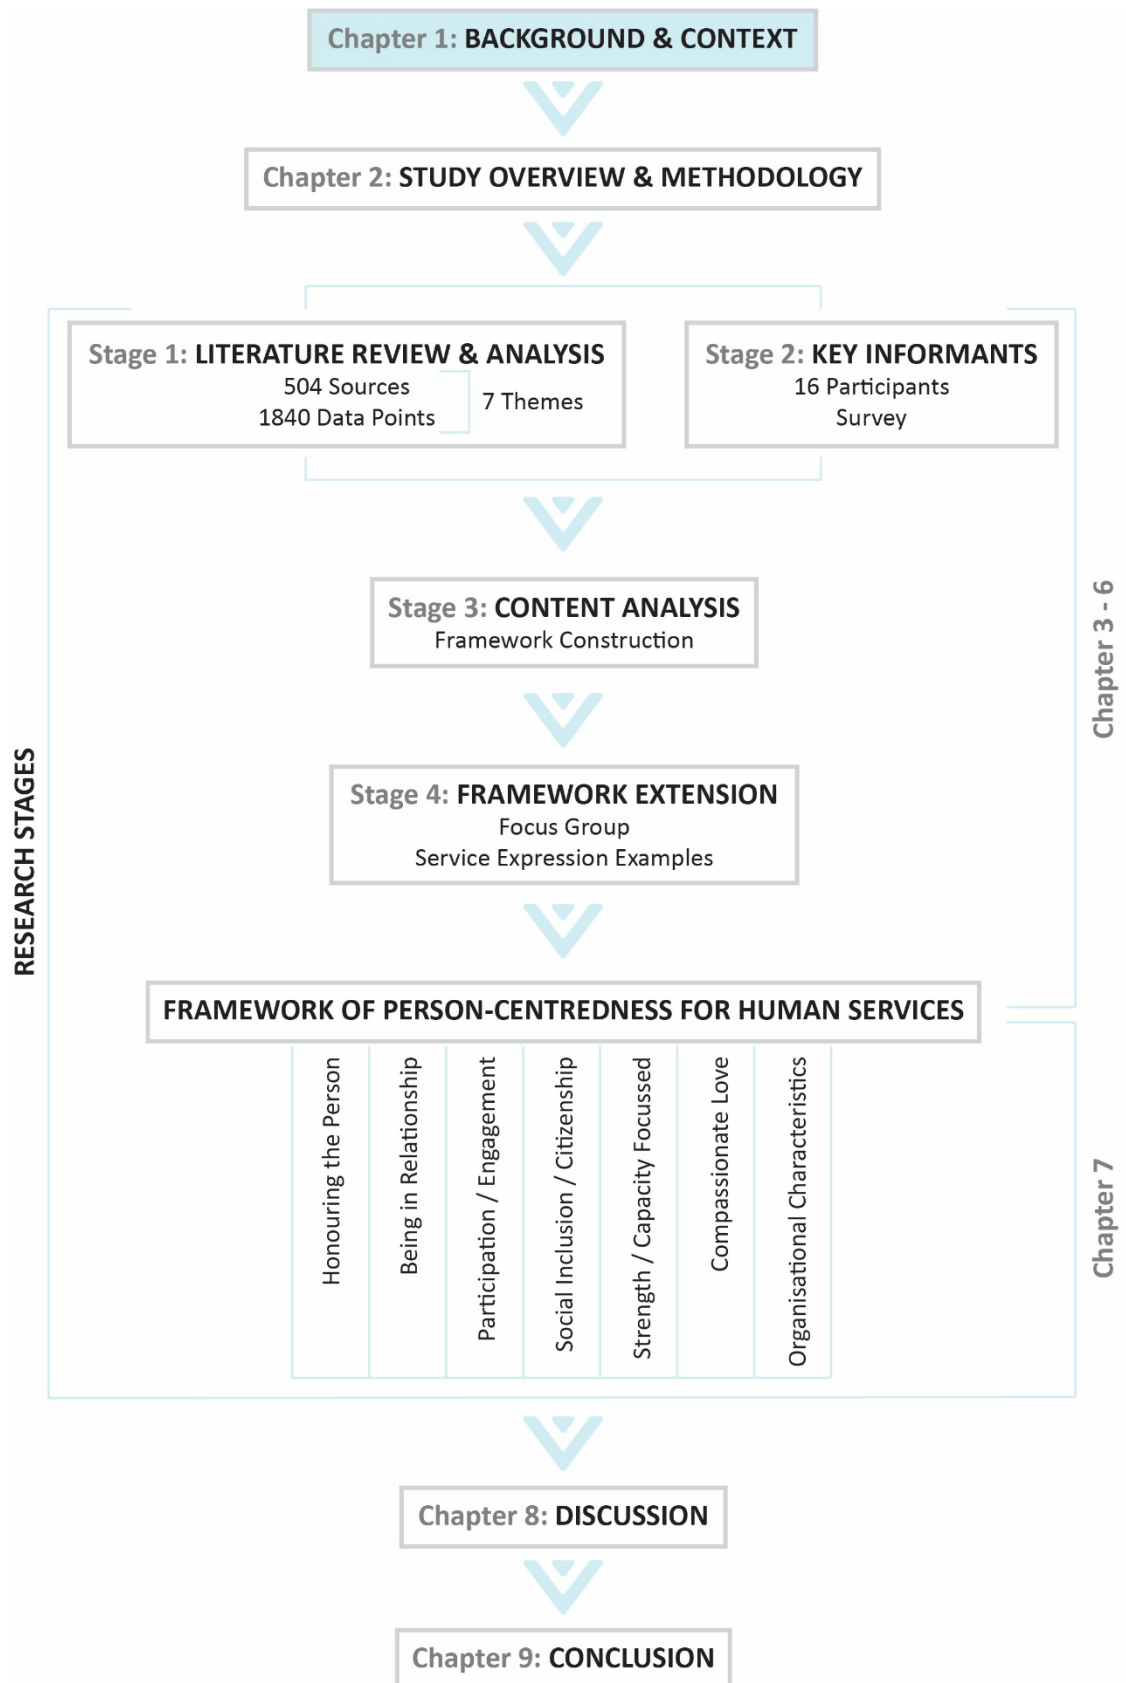 Chapter 1: BACKGROUND & CONTEXT
Chapter 2: STUDY OVERVIEW & METHODOLOGY
Stage 1: LITERATURE REVIEW & ANALYSIS
504 Sources
1840 Data Points
7 Themes
Stage 2: KEY INFORMANTS
16 Participants
Survey
Stage 3: CONTENT ANALYSIS
Framework Construction
Stage 4: FRAMEWORK EXTENSION
Focus Group
Service Expression Examples
RESEARCH STAGES
Chapter 3 - 6
FRAMEWORK OF PERSON-CENTREDNESS FOR HUMAN SERVICES
Honouring the Person
Being in Relationship
Participation / Engagement
Social Inclusion / Citizenship
Strength / Capacity Focussed
Compassionate Love
Organisational Characteristics
Chapter 7
Chapter 8: DISCUSSION
Chapter 9: CONCLUSION